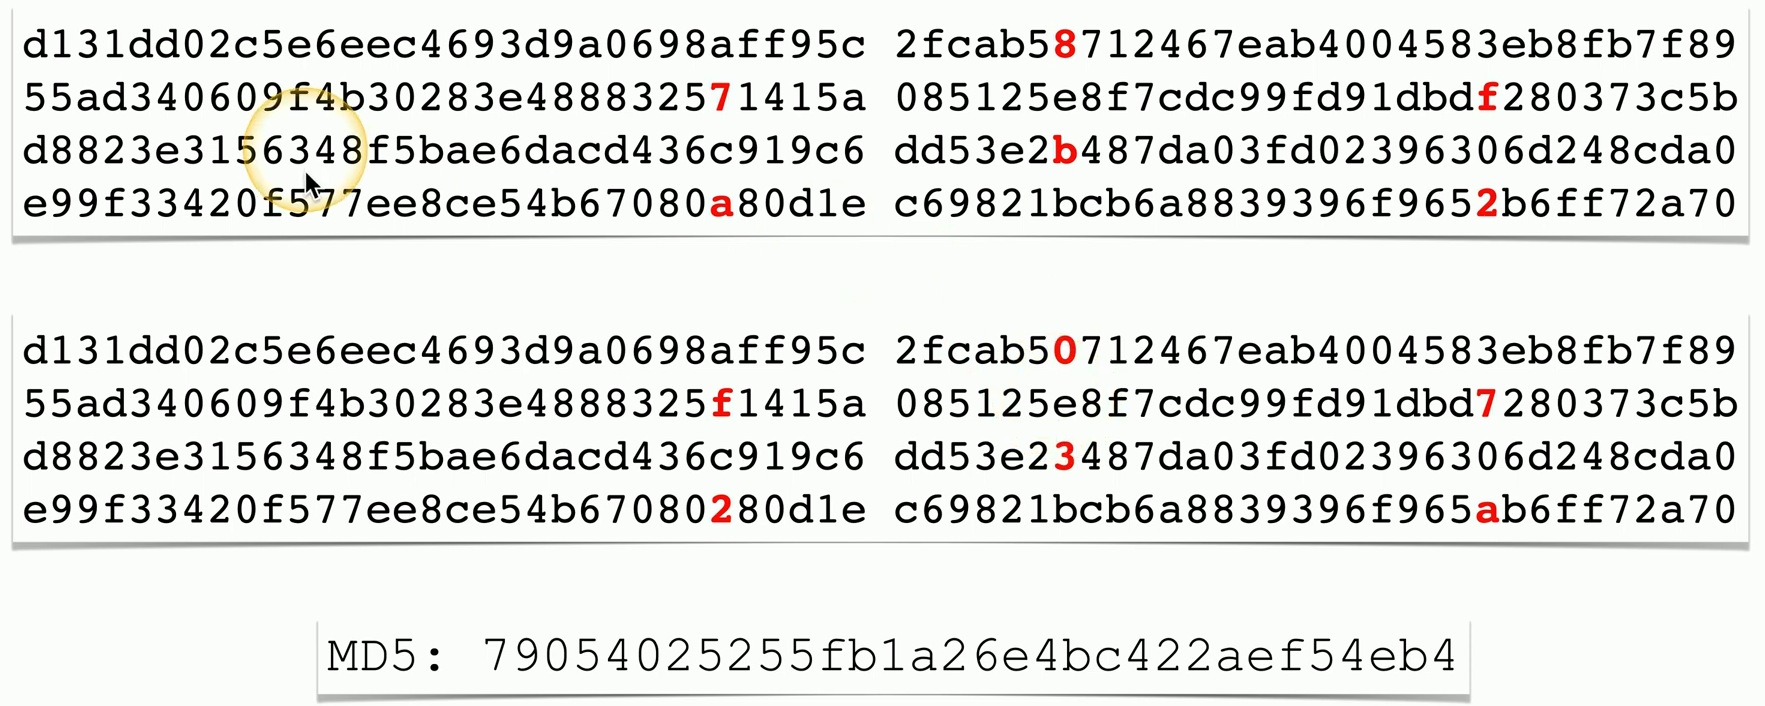 d131dd02c5e6eec4693d9a0698aff95c 2fcab58712467eab4004583eb8fb7f89
55ad340609f4b30283e488832571415a 085125e8f7cdc99fd91dbdf280373c5b
d8823e3156348f5bae6dacd436c919c6 dd53e2b487da03fd02396306d248cda0
e99f33420f577ee8ce54b67080a80d1e c69821bcb6a8839396f9652b6ff72a70
d131dd02c5e6eec4693d9a0698aff95c 2fcab50712467eab4004583eb8fb7f89
55ad340609f4b30283e4888325f1415a 085125e8f7cdc99fd91dbd7280373c5b
d8823e3156348f5bae6dacd436c919c6 dd53e23487da03fd02396306d248cda0
e99f33420f577ee8ce54b67080280d1e c69821bcb6a8839396f965ab6ff72a70
MD5: 79054025255fb1a26e4bc422aef54eb4